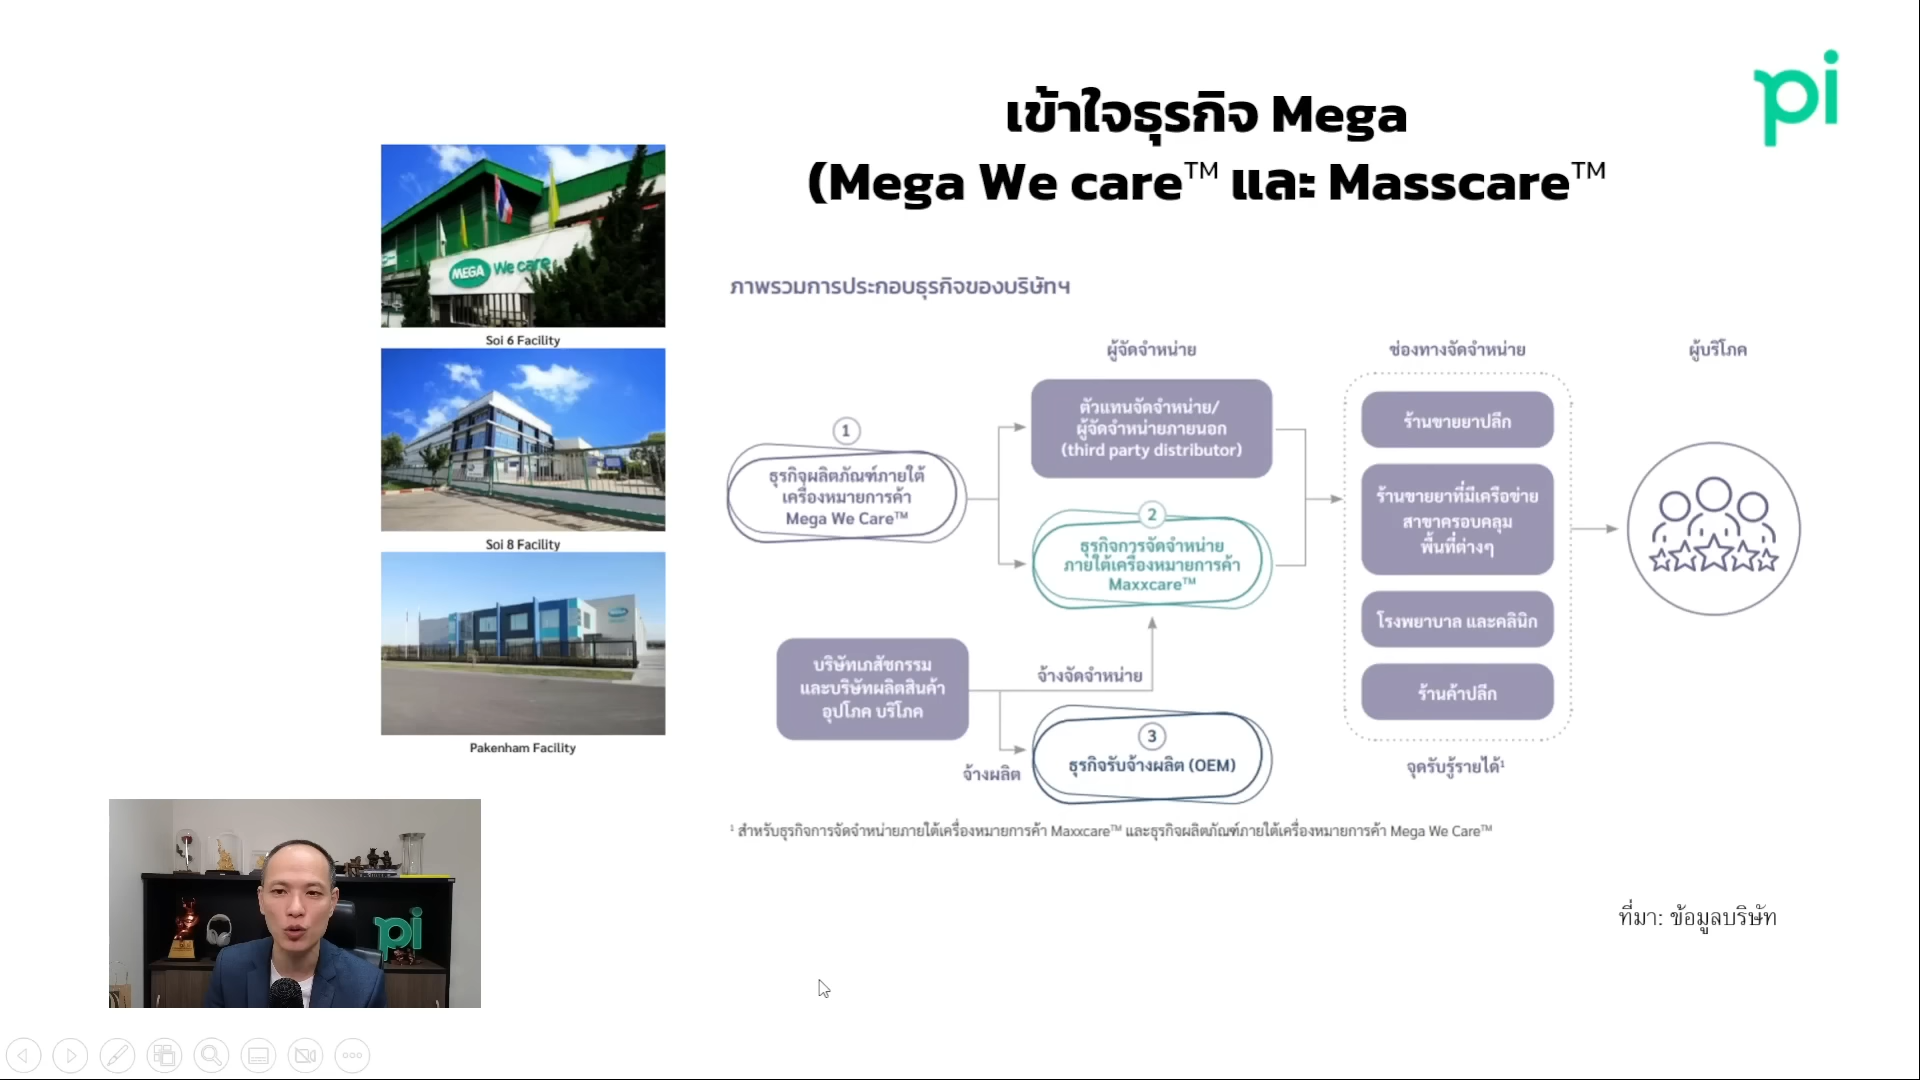 pi
เข้าใจธุรกิจ Mega
(Mega We care™ และ Masscare™
MEGA We care
Soi 6 Facility
Soi 8 Facility
Pakenham Facility
ภาพรวมการประกอบธุรกิจของบริษัทฯ
ผู้จัดจำหน่าย
ช่องทางจัดจำหน่าย
ผู้บริโภค
1
ธุรกิจผลิตภัณฑ์ภายใต้
เครื่องหมายการค้า
Mega We Care™
ตัวแทนจัดจำหน่าย/
ผู้จัดจำหน่ายภายนอก
(third party distributor)
2
ธุรกิจการจัดจำหน่าย
ภายใต้เครื่องหมายการค้า
Maxxcare™
บริษัทเภสัชกรรม
และบริษัทผลิตสินค้า
อุปโภค บริโภค
จ้างจัดจำหน่าย
จ้างผลิต
3
ธุรกิจรับจ้างผลิต (OEM)
ร้านขายยาปลีก
ร้านขายยาที่มีเครือข่าย
สาขาครอบคลุม
พื้นที่ต่างๆ
โรงพยาบาล และคลินิก
ร้านค้าปลีก
จุดรับรู้รายได้¹
¹ สำหรับธุรกิจการจัดจำหน่ายภายใต้เครื่องหมายการค้า Maxxcare™ และธุรกิจผลิตภัณฑ์ภายใต้เครื่องหมายการค้า Mega We Care™
ที่มา: ข้อมูลบริษัท
pi